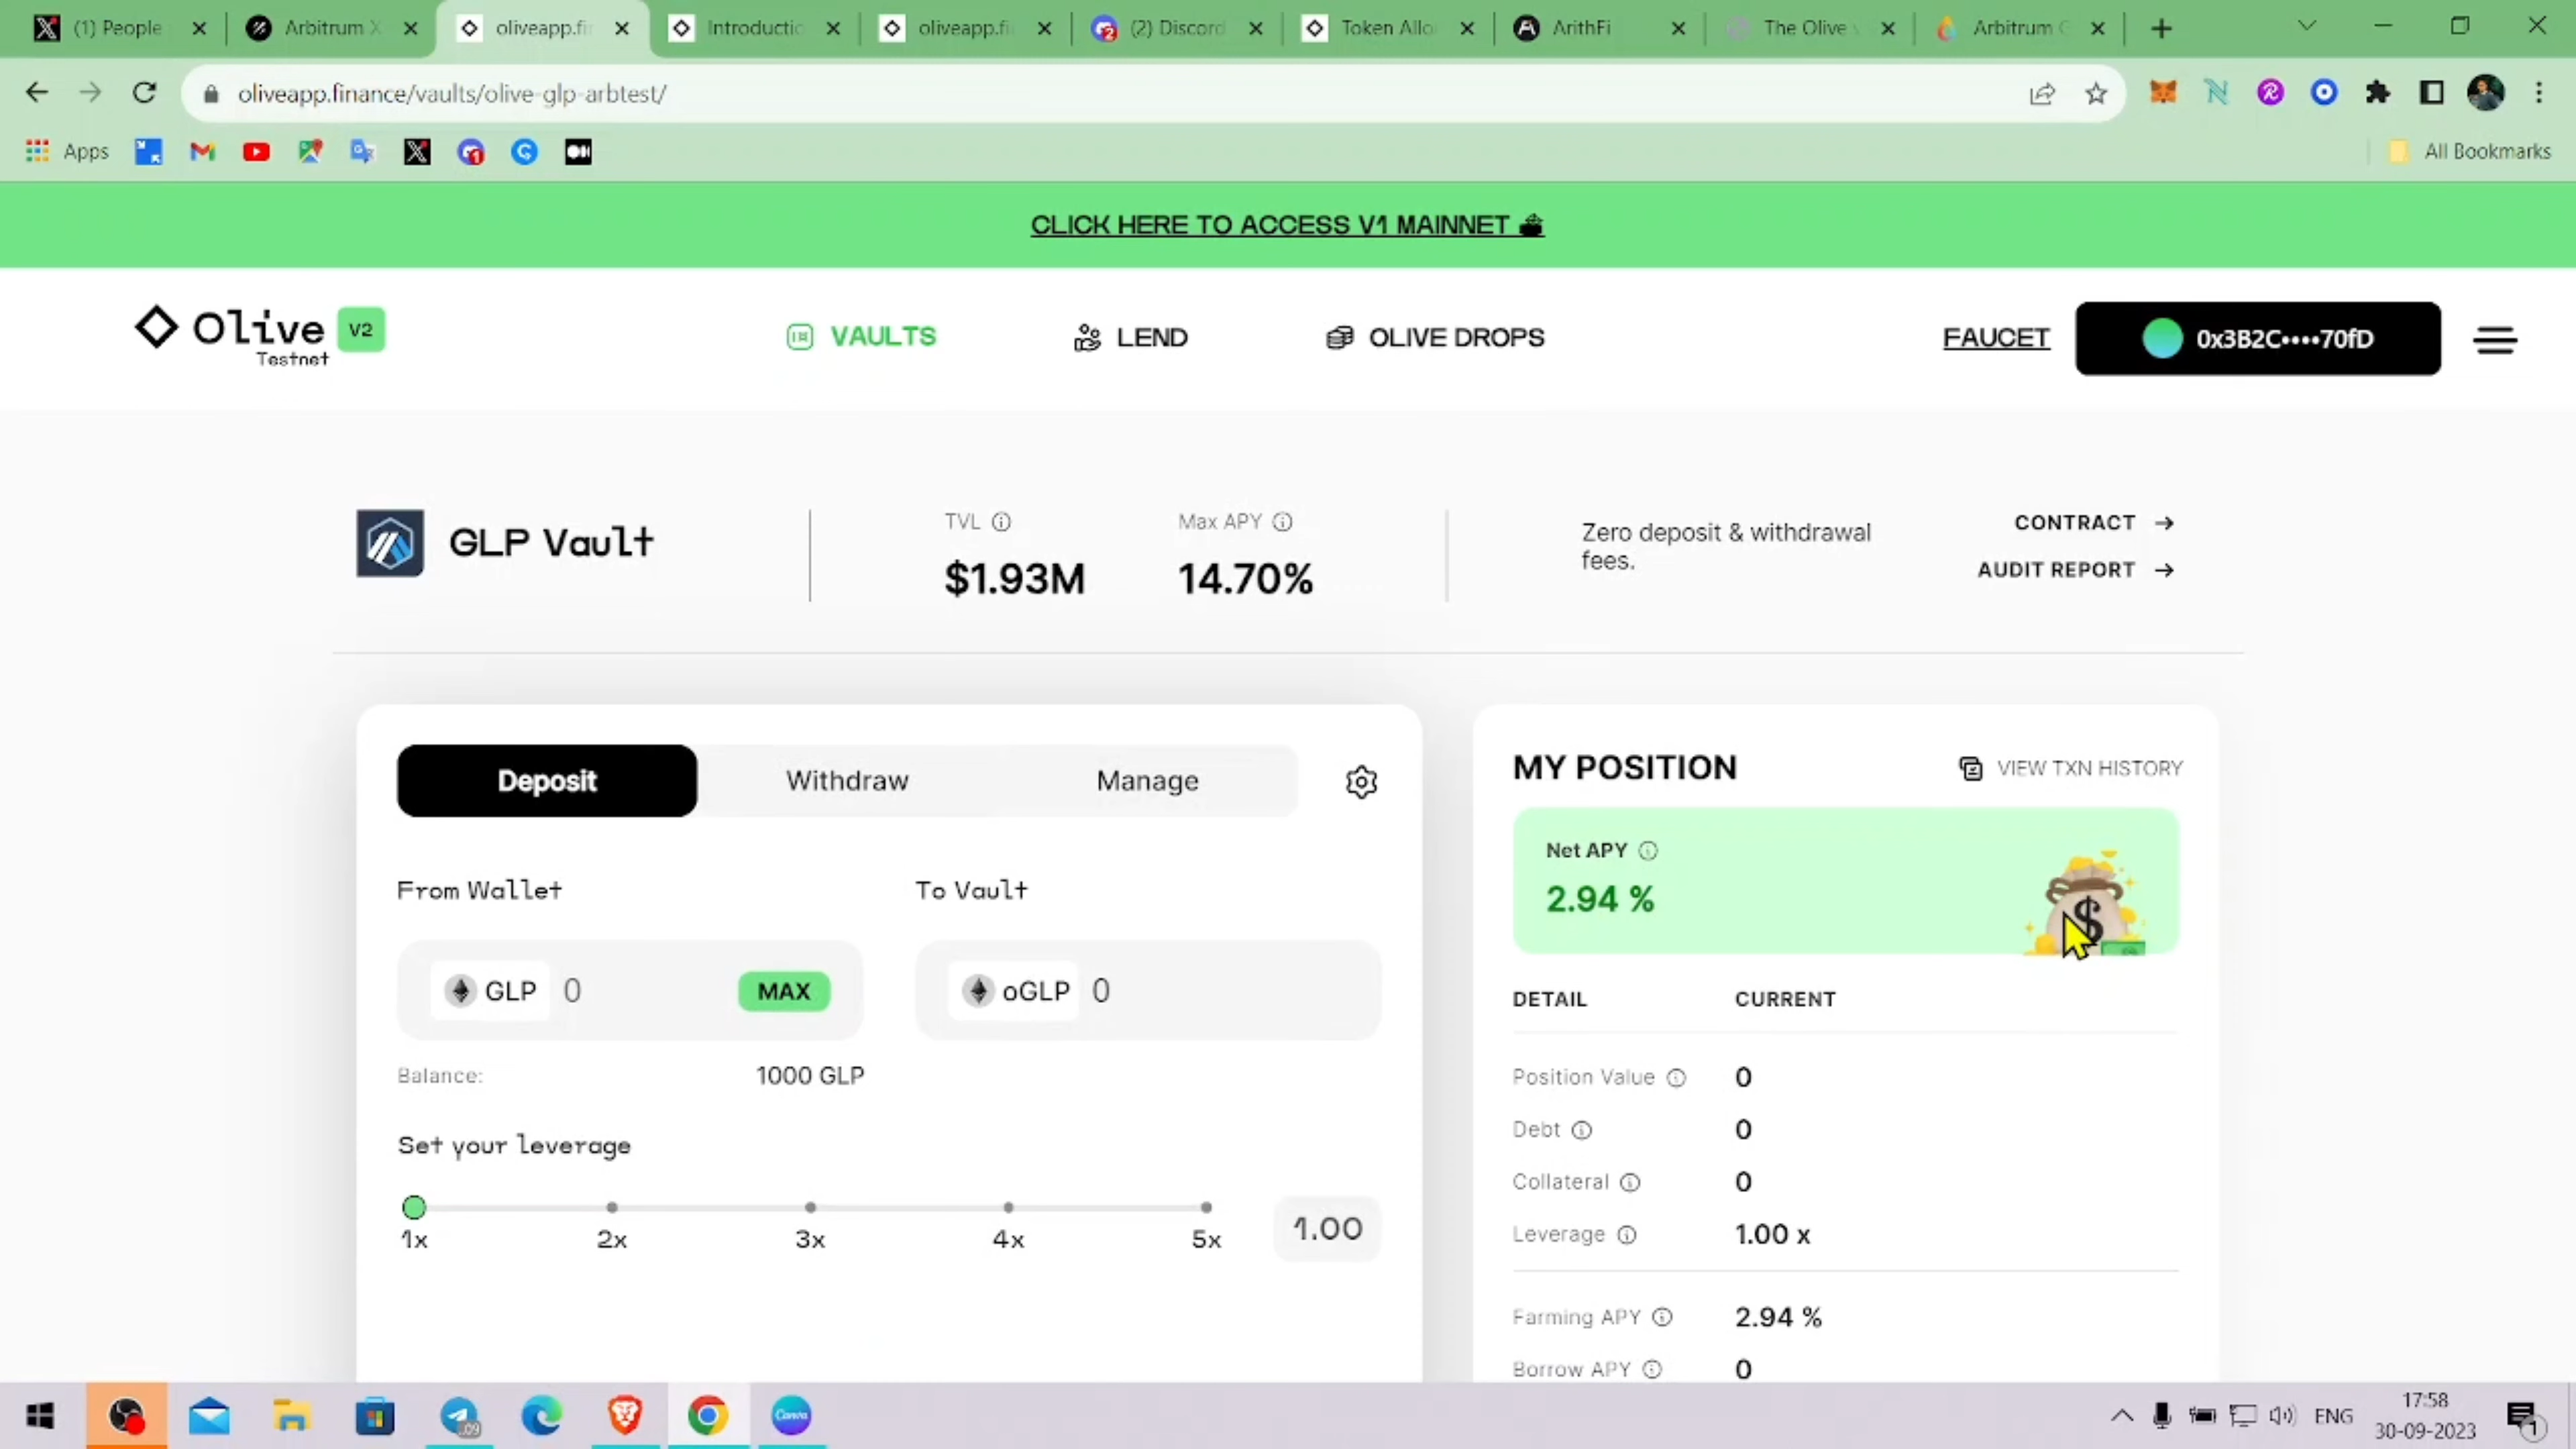 (1) People
Arbitrum X
oliveapp.fi
Introductio
oliveapp.fi
(2) Discord
Token Allo
ArithFi
The Olive
Arbitrum G
oliveapp.finance/vaults/olive-glp-arbtest/
Apps
All Bookmarks
CLICK HERE TO ACCESS V1 MAINNET
Olive V2
Testnet
VAULTS
LEND
OLIVE DROPS
FAUCET
0x3B2C••••70fD
GLP Vault
TVL
$1.93M
Max APY
14.70%
Zero deposit & withdrawal
fees.
CONTRACT →
AUDIT REPORT →
Deposit
Withdraw
Manage
From Wallet
To Vault
GLP 0 MAX
oGLP 0
Balance: 1000 GLP
Set your leverage
1x 2x 3x 4x 5x
1.00
MY POSITION
VIEW TXN HISTORY
Net APY
2.94 %
DETAIL CURRENT
Position Value 0
Debt 0
Collateral 0
Leverage 1.00 x
Farming APY 2.94 %
Borrow APY 0
ENG
17:58
30-09-2023